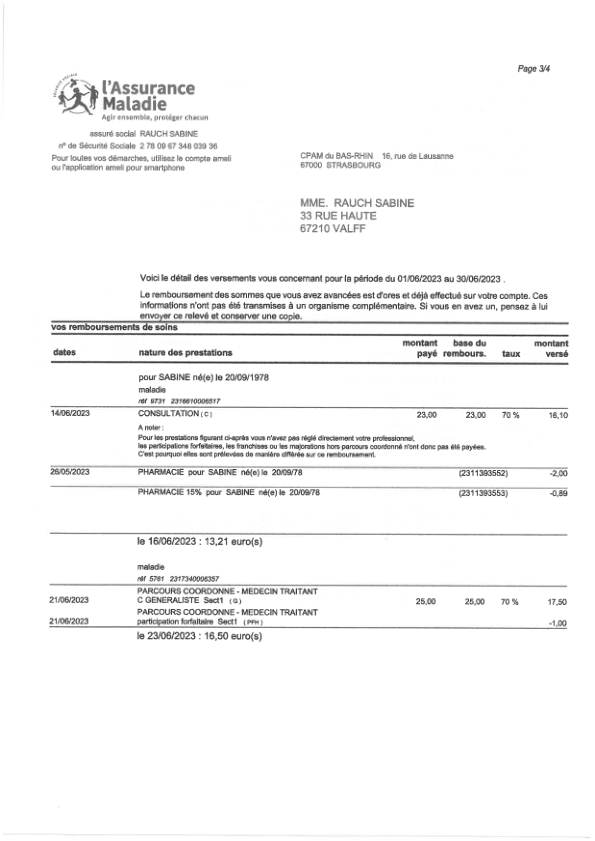 Page 3/4
SÉCURITÉ SOCIALE
l'Assurance
Maladie
Agir ensemble, protéger chacun
assuré social RAUCH SABINE
n° de Sécurité Sociale 2 78 09 67 348 039 36
Pour toutes vos démarches, utilisez le compte ameli
ou l'application ameli pour smartphone
CPAM du BAS-RHIN 16, rue de Lausanne
67000 STRASBOURG
MME. RAUCH SABINE
33 RUE HAUTE
67210 VALFF
Voici le détail des versements vous concernant pour la période du 01/06/2023 au 30/06/2023 .
Le remboursement des sommes que vous avez avancées est d'ores et déjà effectué sur votre compte. Ces
informations n'ont pas été transmises à un organisme complémentaire. Si vous en avez un, pensez à lui
envoyer ce relevé et conserver une copie.
vos remboursements de soins
dates nature des prestations montant payé base du rembours. taux montant versé
pour SABINE né(e) le 20/09/1978
maladie
réf 9731 2316610006517
14/06/2023 CONSULTATION ( C ) 23,00 23,00 70 % 16,10
A noter :
Pour les prestations figurant ci-après vous n'avez pas réglé directement votre professionnel,
les participations forfaitaires, les franchises ou les majorations hors parcours coordonné n'ont donc pas été payées.
C'est pourquoi elles sont prélevées de manière différée sur ce remboursement.
26/05/2023 PHARMACIE pour SABINE né(e) le 20/09/78 (2311393552) -2,00
PHARMACIE 15% pour SABINE né(e) le 20/09/78 (2311393553) -0,89
le 16/06/2023 : 13,21 euro(s)
maladie
réf 5761 2317340006357
PARCOURS COORDONNE - MEDECIN TRAITANT
21/06/2023 C GENERALISTE Sect1 ( G ) 25,00 25,00 70 % 17,50
PARCOURS COORDONNE - MEDECIN TRAITANT
21/06/2023 participation forfaitaire Sect1 ( PFH ) -1,00
le 23/06/2023 : 16,50 euro(s)